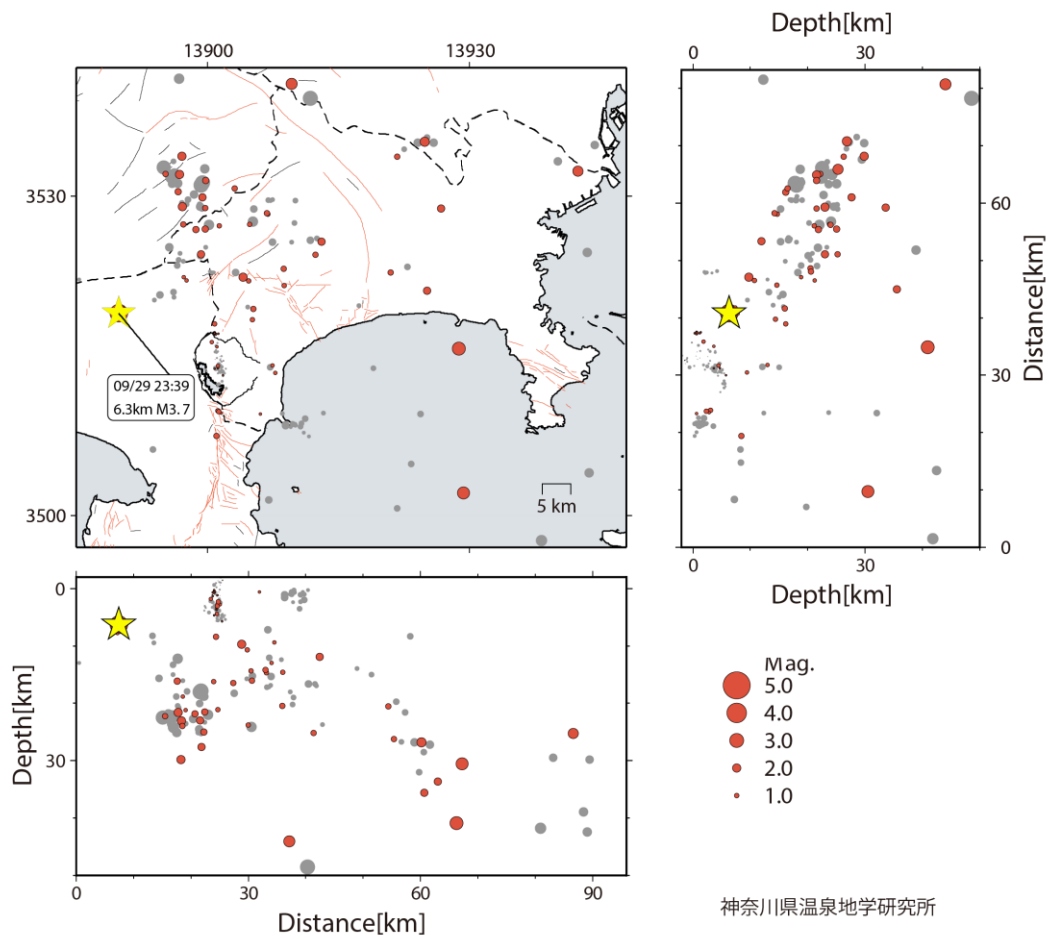 Depth[km]
13900
13930
0
30
3530
3500
09/29 23:39
6.3km M3.7
5 km
60
30
0
Distance[km]
Depth[km]
0
30
Depth[km]
0
30
60
90
Distance[km]
Mag.
5.0
4.0
3.0
2.0
1.0
神奈川県温泉地学研究所